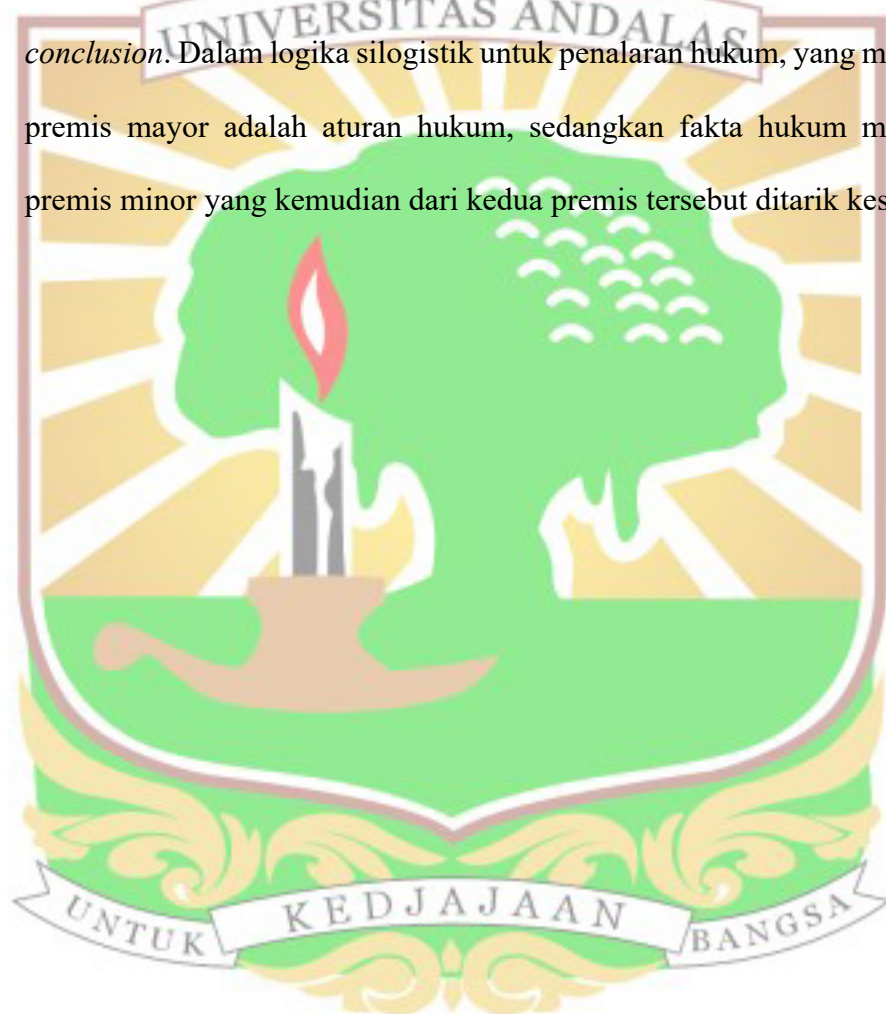 UNIVERSITAS ANDALAS
conclusion. Dalam logika silogistik untuk penalaran hukum, yang
premis mayor adalah aturan hukum, sedangkan fakta hukum
premis minor yang kemudian dari kedua premis tersebut ditarik
UNTUK KEDJAJAAN BANGSA